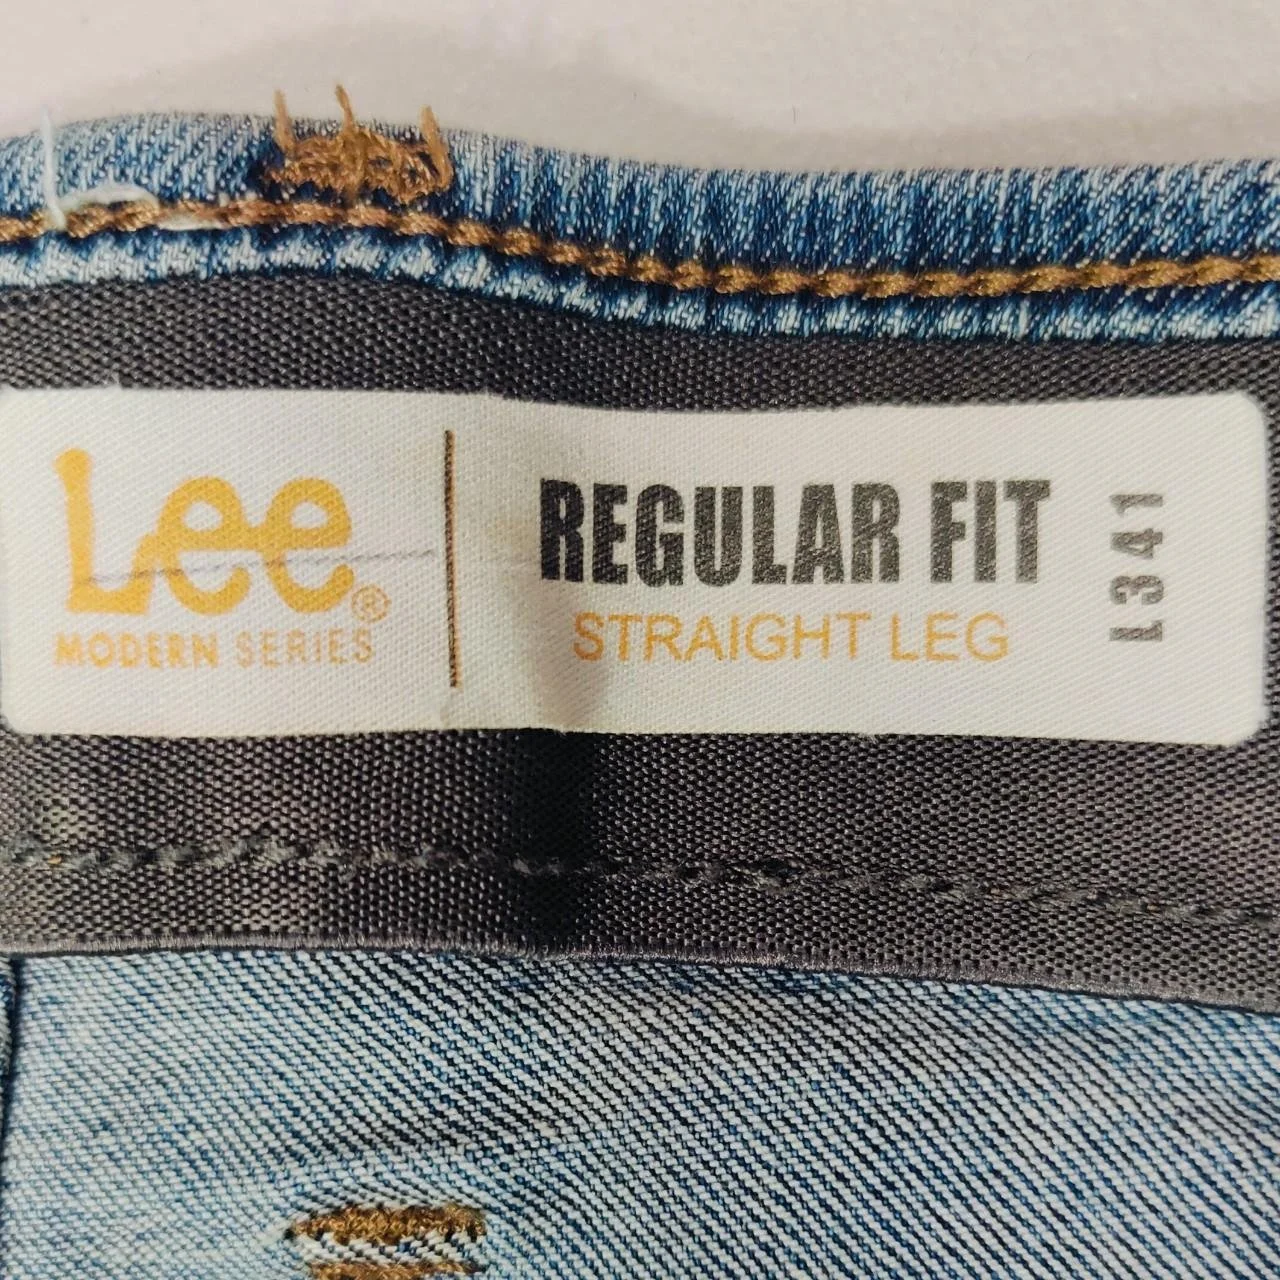 Lee®
MODERN SERIES
REGULAR FIT
STRAIGHT LEG
L341